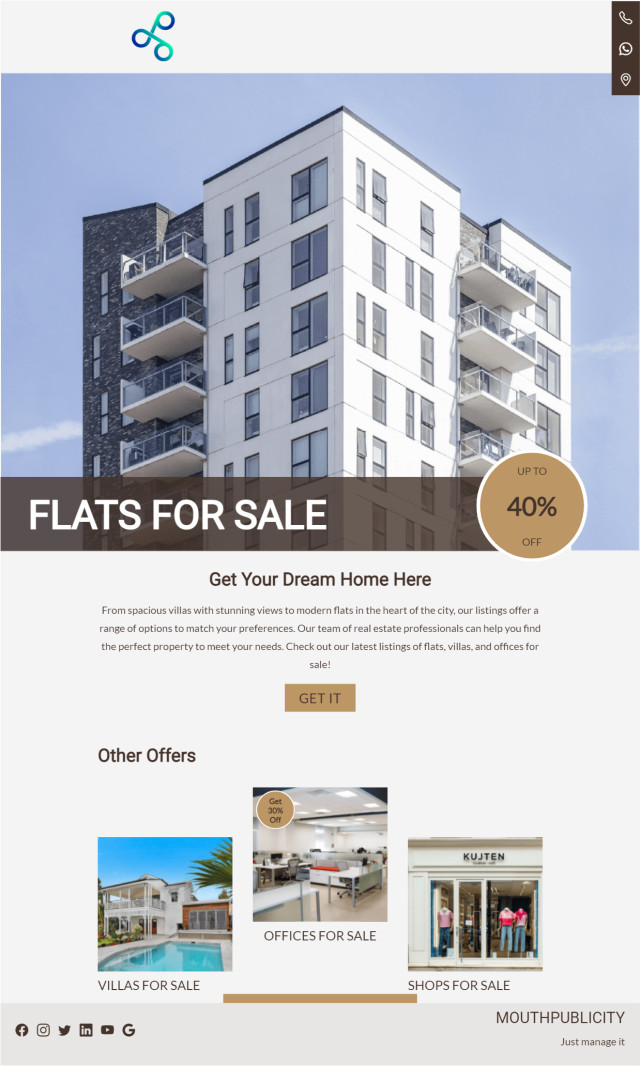 FLATS FOR SALE
UP TO
40%
OFF
Get Your Dream Home Here
From spacious villas with stunning views to modern flats in the heart of the city, our listings offer a
range of options to match your preferences. Our team of real estate professionals can help you find
the perfect property to meet your needs. Check out our latest listings of flats, villas, and offices for
sale!
GET IT
Other Offers
Get
30%
Off
KUJTEN
OFFICES FOR SALE
VILLAS FOR SALE
SHOPS FOR SALE
MOUTHPUBLICITY
Just manage it